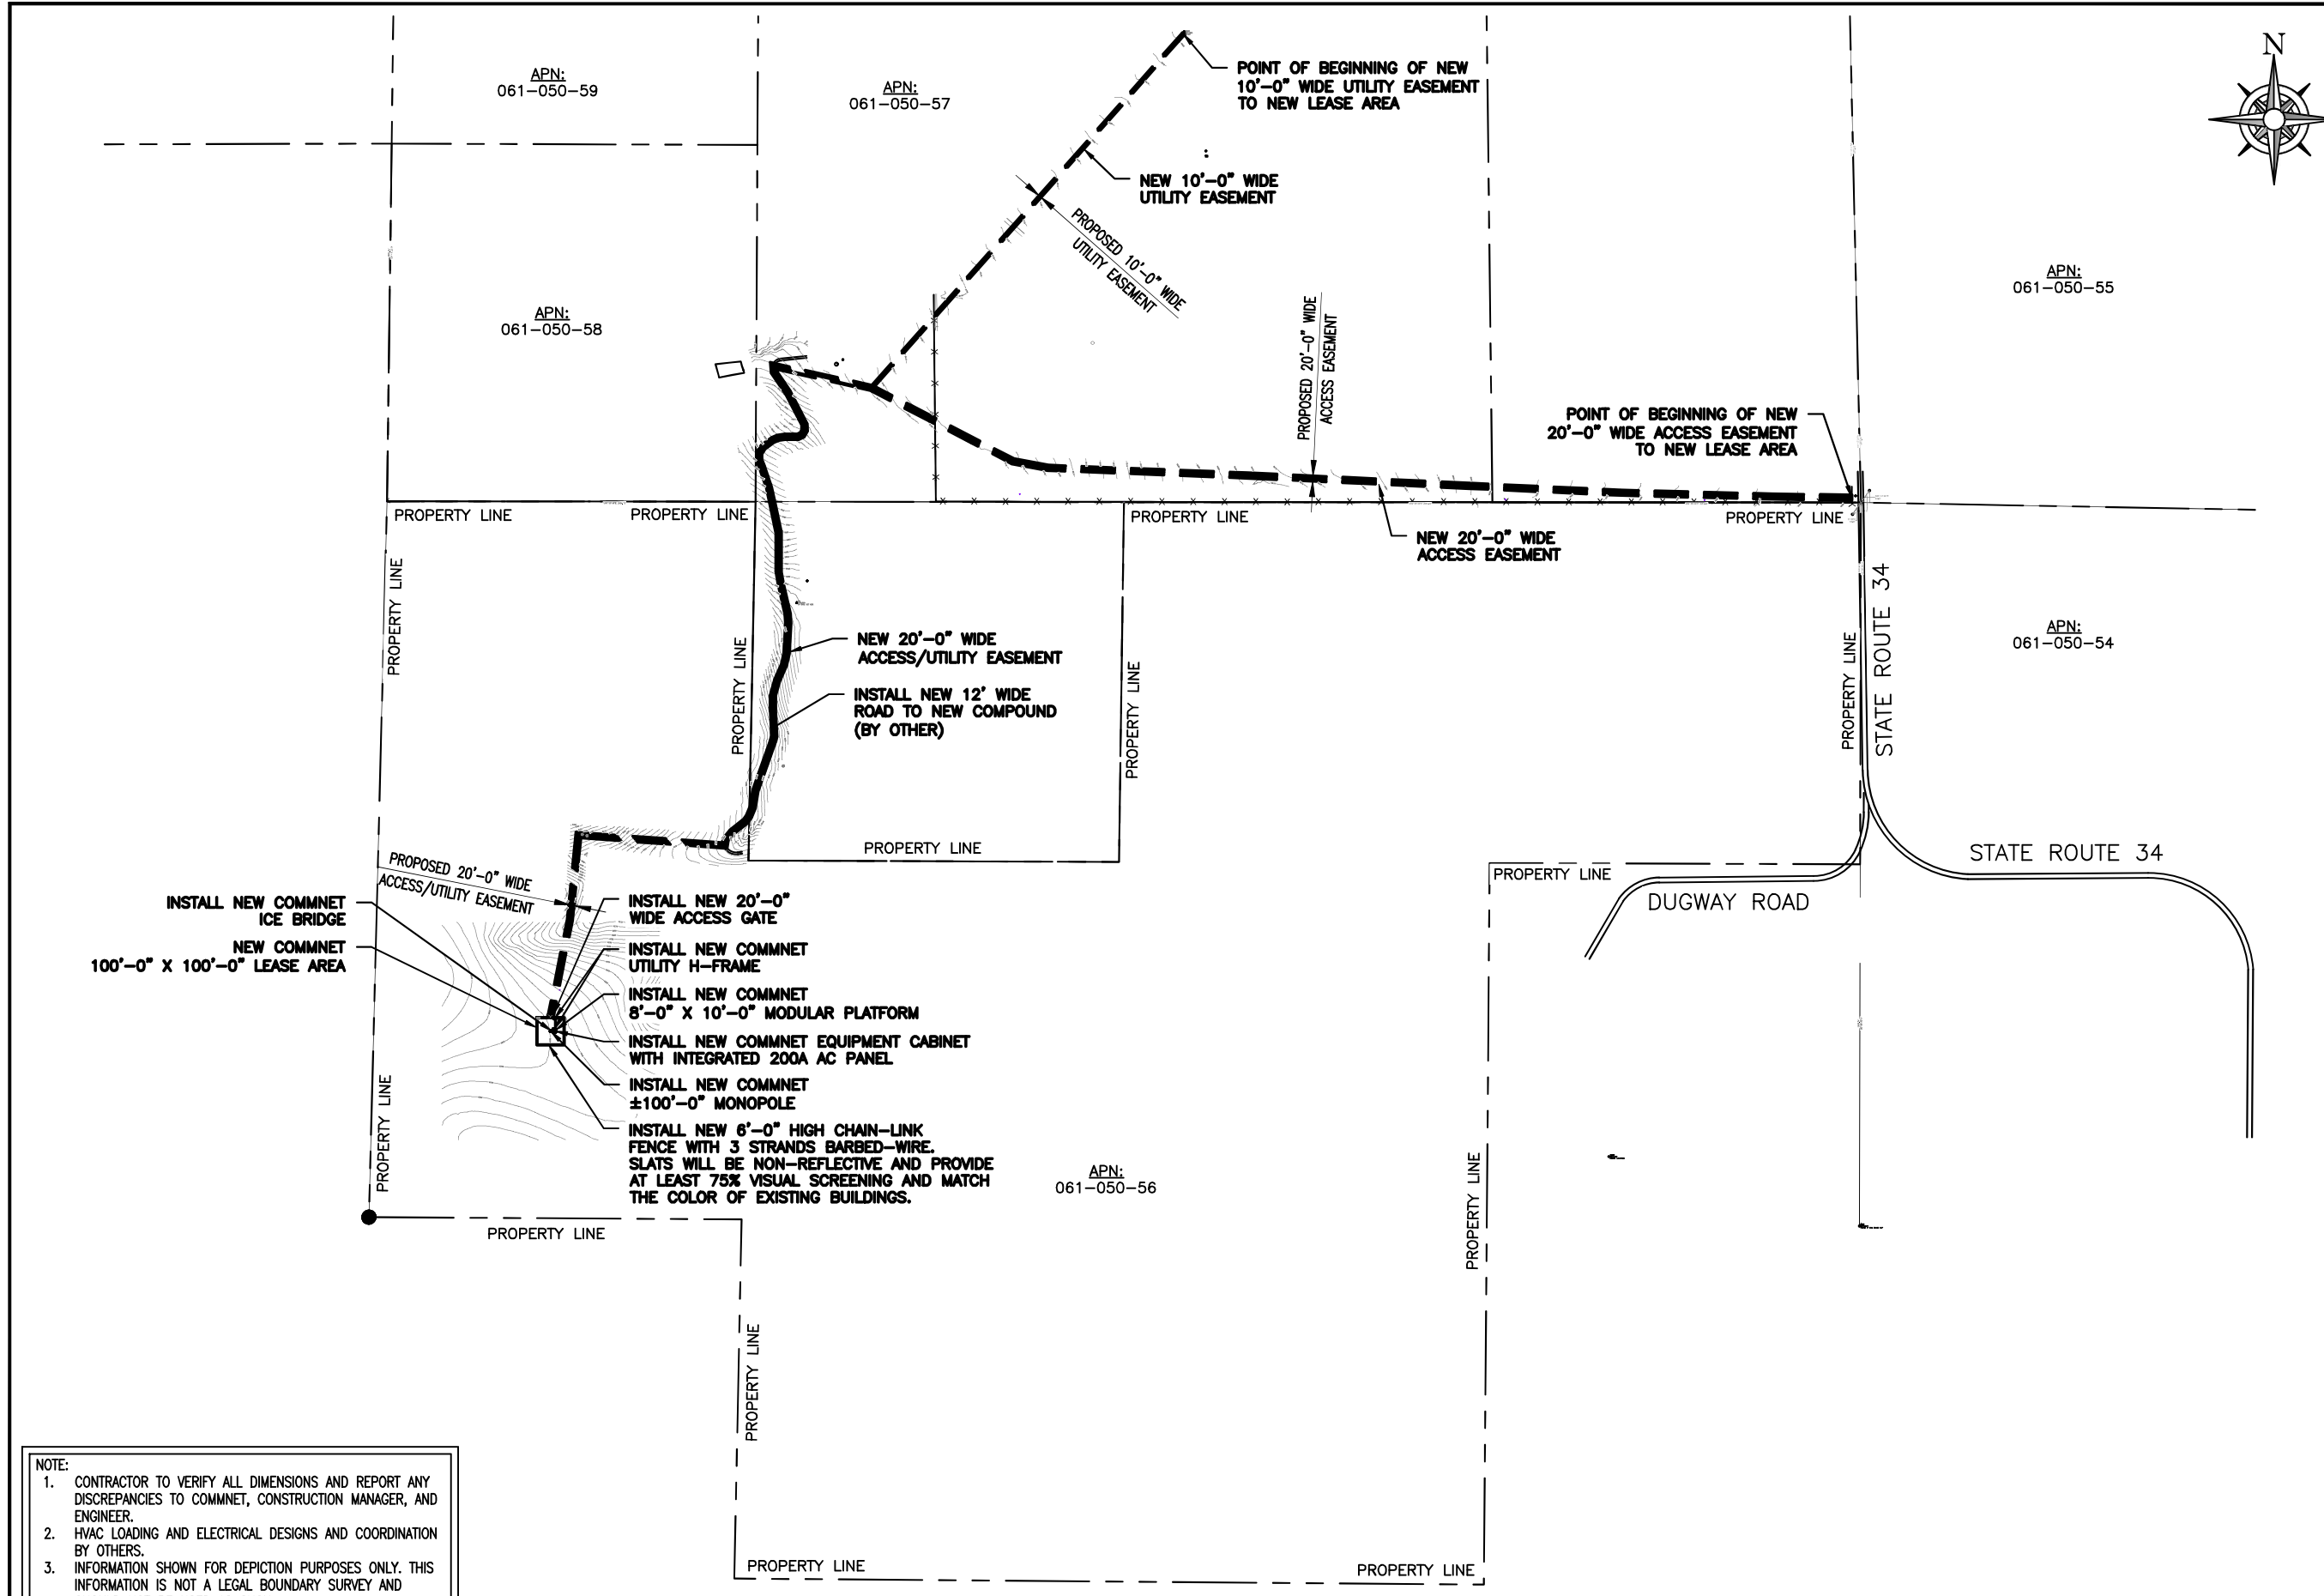 N
APN:
061-050-59
APN:
061-050-57
POINT OF BEGINNING OF NEW
10'-0" WIDE UTILITY EASEMENT
TO NEW LEASE AREA
NEW 10'-0" WIDE
UTILITY EASEMENT
PROPOSED 10'-0" WIDE
UTILITY EASEMENT
APN:
061-050-55
APN:
061-050-58
PROPOSED 20'-0" WIDE
ACCESS EASEMENT
POINT OF BEGINNING OF NEW
20'-0" WIDE ACCESS EASEMENT
TO NEW LEASE AREA
PROPERTY LINE
PROPERTY LINE
PROPERTY LINE
PROPERTY LINE
NEW 20'-0" WIDE
ACCESS EASEMENT
PROPERTY LINE
PROPERTY LINE
PROPERTY LINE
PROPERTY LINE
STATE ROUTE 34
APN:
061-050-54
NEW 20'-0" WIDE
ACCESS/UTILITY EASEMENT
INSTALL NEW 12' WIDE
ROAD TO NEW COMPOUND
(BY OTHER)
PROPERTY LINE
PROPERTY LINE
STATE ROUTE 34
DUGWAY ROAD
PROPOSED 20'-0" WIDE
ACCESS/UTILITY EASEMENT
INSTALL NEW COMMNET
ICE BRIDGE
NEW COMMNET
100'-0" X 100'-0" LEASE AREA
INSTALL NEW 20'-0"
WIDE ACCESS GATE
INSTALL NEW COMMNET
UTILITY H-FRAME
INSTALL NEW COMMNET
8'-0" X 10'-0" MODULAR PLATFORM
INSTALL NEW COMMNET EQUIPMENT CABINET
WITH INTEGRATED 200A AC PANEL
INSTALL NEW COMMNET
±100'-0" MONOPOLE
INSTALL NEW 6'-0" HIGH CHAIN-LINK
FENCE WITH 3 STRANDS BARBED-WIRE.
SLATS WILL BE NON-REFLECTIVE AND PROVIDE
AT LEAST 75% VISUAL SCREENING AND MATCH
THE COLOR OF EXISTING BUILDINGS.
PROPERTY LINE
APN:
061-050-56
PROPERTY LINE
PROPERTY LINE
PROPERTY LINE
PROPERTY LINE
PROPERTY LINE
NOTE:
1. CONTRACTOR TO VERIFY ALL DIMENSIONS AND REPORT ANY
DISCREPANCIES TO COMMNET, CONSTRUCTION MANAGER, AND
ENGINEER.
2. HVAC LOADING AND ELECTRICAL DESIGNS AND COORDINATION
BY OTHERS.
3. INFORMATION SHOWN FOR DEPICTION PURPOSES ONLY. THIS
INFORMATION IS NOT A LEGAL BOUNDARY SURVEY AND